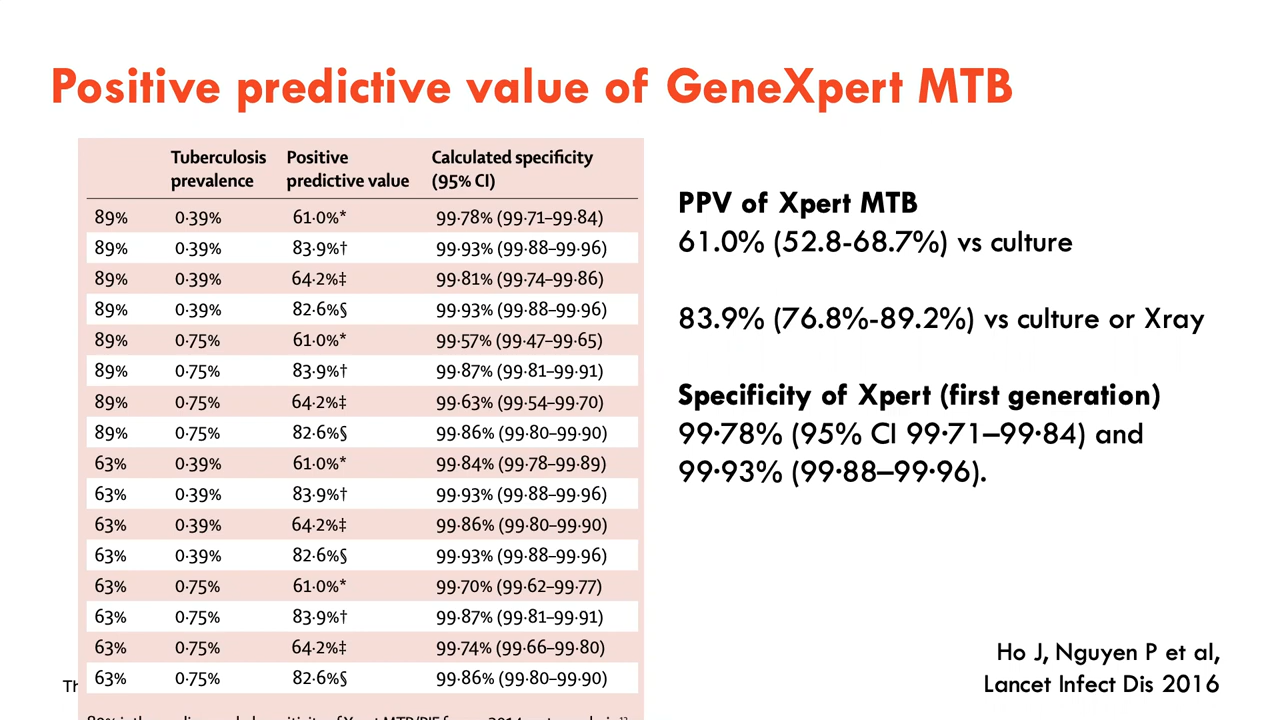 Positive predictive value of GeneXpert MTB
Tuberculosis prevalence Positive predictive value Calculated specificity (95% CI)
89% 0·39% 61·0%* 99·78% (99·71–99·84)
89% 0·39% 83·9%† 99·93% (99·88–99·96)
89% 0·39% 64·2%‡ 99·81% (99·74–99·86)
89% 0·39% 82·6%§ 99·93% (99·88–99·96)
89% 0·75% 61·0%* 99·57% (99·47–99·65)
89% 0·75% 83·9%† 99·87% (99·81–99·91)
89% 0·75% 64·2%‡ 99·63% (99·54–99·70)
89% 0·75% 82·6%§ 99·86% (99·80–99·90)
63% 0·39% 61·0%* 99·84% (99·78–99·89)
63% 0·39% 83·9%† 99·93% (99·88–99·96)
63% 0·39% 64·2%‡ 99·86% (99·80–99·90)
63% 0·39% 82·6%§ 99·93% (99·88–99·96)
63% 0·75% 61·0%* 99·70% (99·62–99·77)
63% 0·75% 83·9%† 99·87% (99·81–99·91)
63% 0·75% 64·2%‡ 99·74% (99·66–99·80)
63% 0·75% 82·6%§ 99·86% (99·80–99·90)
Th
PPV of Xpert MTB
61.0% (52.8-68.7%) vs culture
83.9% (76.8%-89.2%) vs culture or Xray
Specificity of Xpert (first generation)
99·78% (95% CI 99·71–99·84) and
99·93% (99·88–99·96).
Ho J, Nguyen P et al,
Lancet Infect Dis 2016